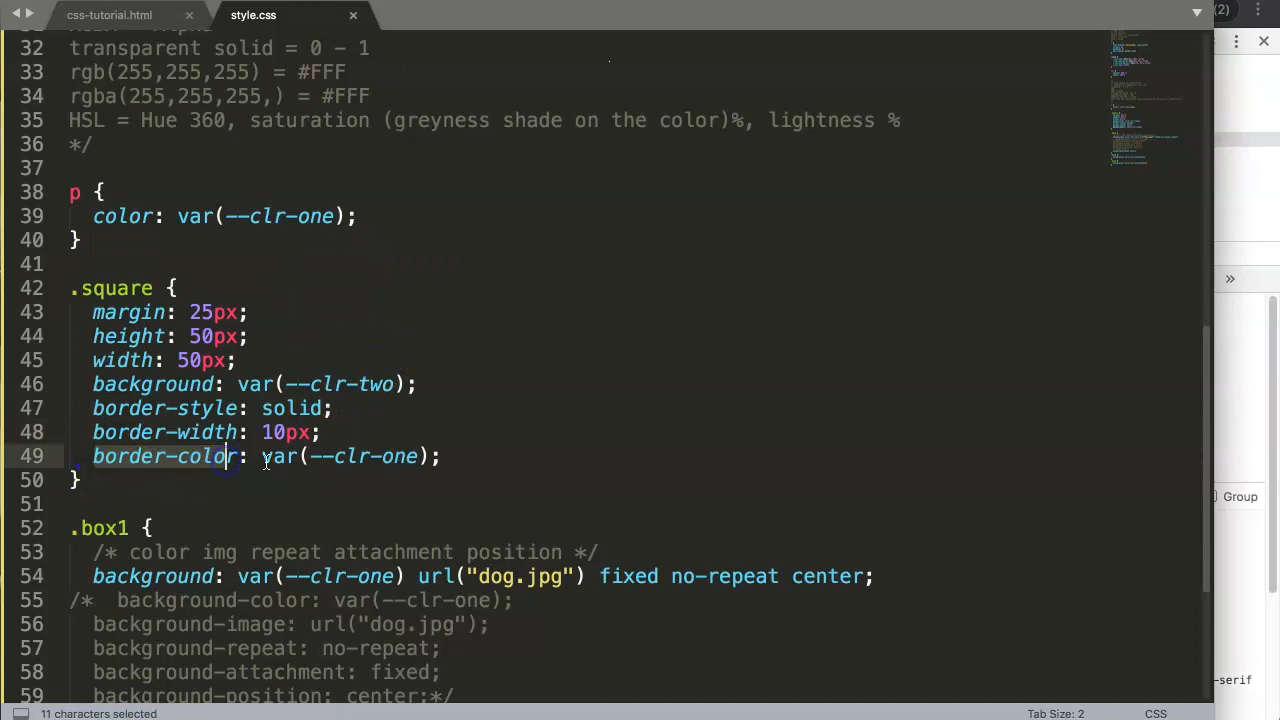 css-tutorial.html × style.css ×
(2)
32 transparent solid = 0 - 1
33 rgb(255,255,255) = #FFF
34 rgba(255,255,255,) = #FFF
35 HSL = Hue 360, saturation (greyness shade on the color)%, lightness %
36 */
37
38 p {
39 color: var(--clr-one);
40 }
41
42 .square {
43 margin: 25px;
44 height: 50px;
45 width: 50px;
46 background: var(--clr-two);
47 border-style: solid;
48 border-width: 10px;
49 border-color: var(--clr-one);
50 }
Group
51
52 .box1 {
53 /* color img repeat attachment position */
54 background: var(--clr-one) url("dog.jpg") fixed no-repeat center;
55 /*  background-color: var(--clr-one);
56 background-image: url("dog.jpg");
57 background-repeat: no-repeat;
58 background-attachment: fixed;
-serif
59 background-position: center;*/
11 characters selected Tab Size: 2 CSS